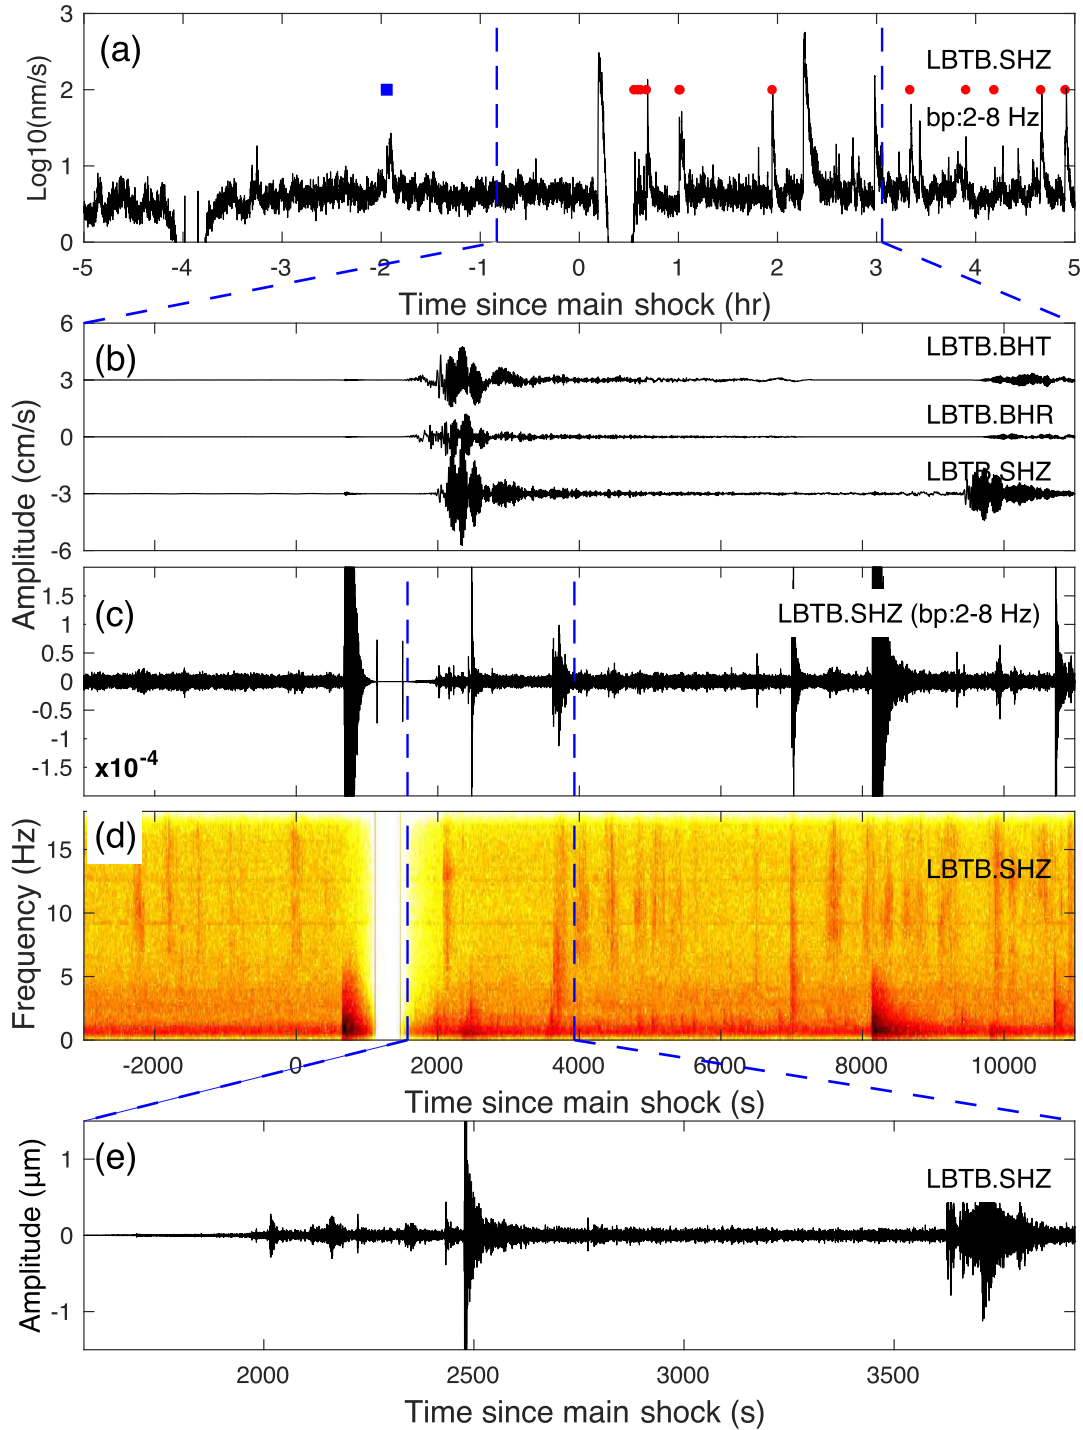 3
(a)
LBTB.SHZ
2
bp:2-8 Hz
1
0
Log10(nm/s)
-5 -4 -3 -2 -1 0 1 2 3 4 5
Time since main shock (hr)
6
(b)
LBTB.BHT
3
LBTB.BHR
0
LBTB.SHZ
-3
-6
Amplitude (cm/s)
(c)
1.5
LBTB.SHZ (bp:2-8 Hz)
1
0.5
0
-0.5
-1
-1.5
x10-4
(d)
15
LBTB.SHZ
10
5
0
Frequency (Hz)
-2000 0 2000 4000 6000 8000 10000
Time since main shock (s)
(e)
1
LBTB.SHZ
0
-1
Amplitude (μm)
2000 2500 3000 3500
Time since main shock (s)